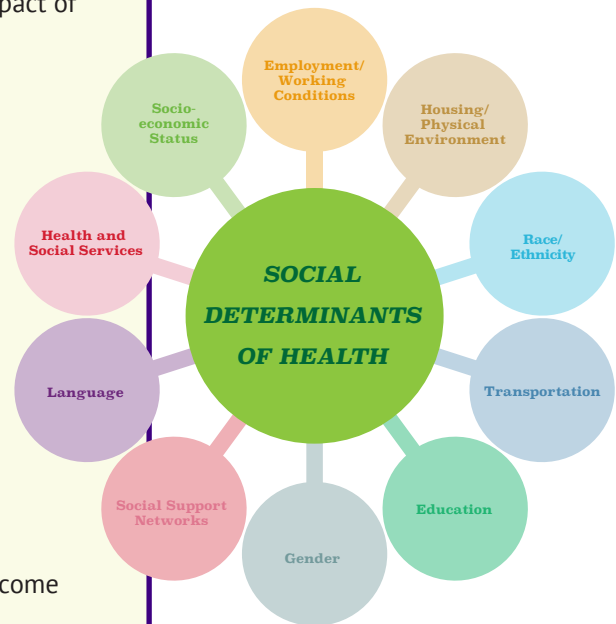 pact of
Employment/
Working
Conditions
Housing/
Physical
Environment
Race/
Ethnicity
Transportation
Education
Gender
Social Support
Networks
Language
Health and
Social Services
Socio-
economic
Status
SOCIAL
DETERMINANTS
OF HEALTH
come